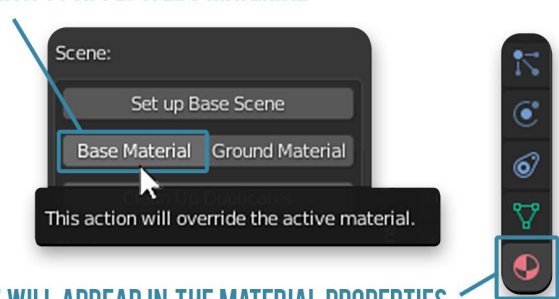 Scene:
Set up Base Scene
Base Material
Ground Material
This action will override the active material.
WILL APPEAR IN THE MATERIAL PROPERTIES